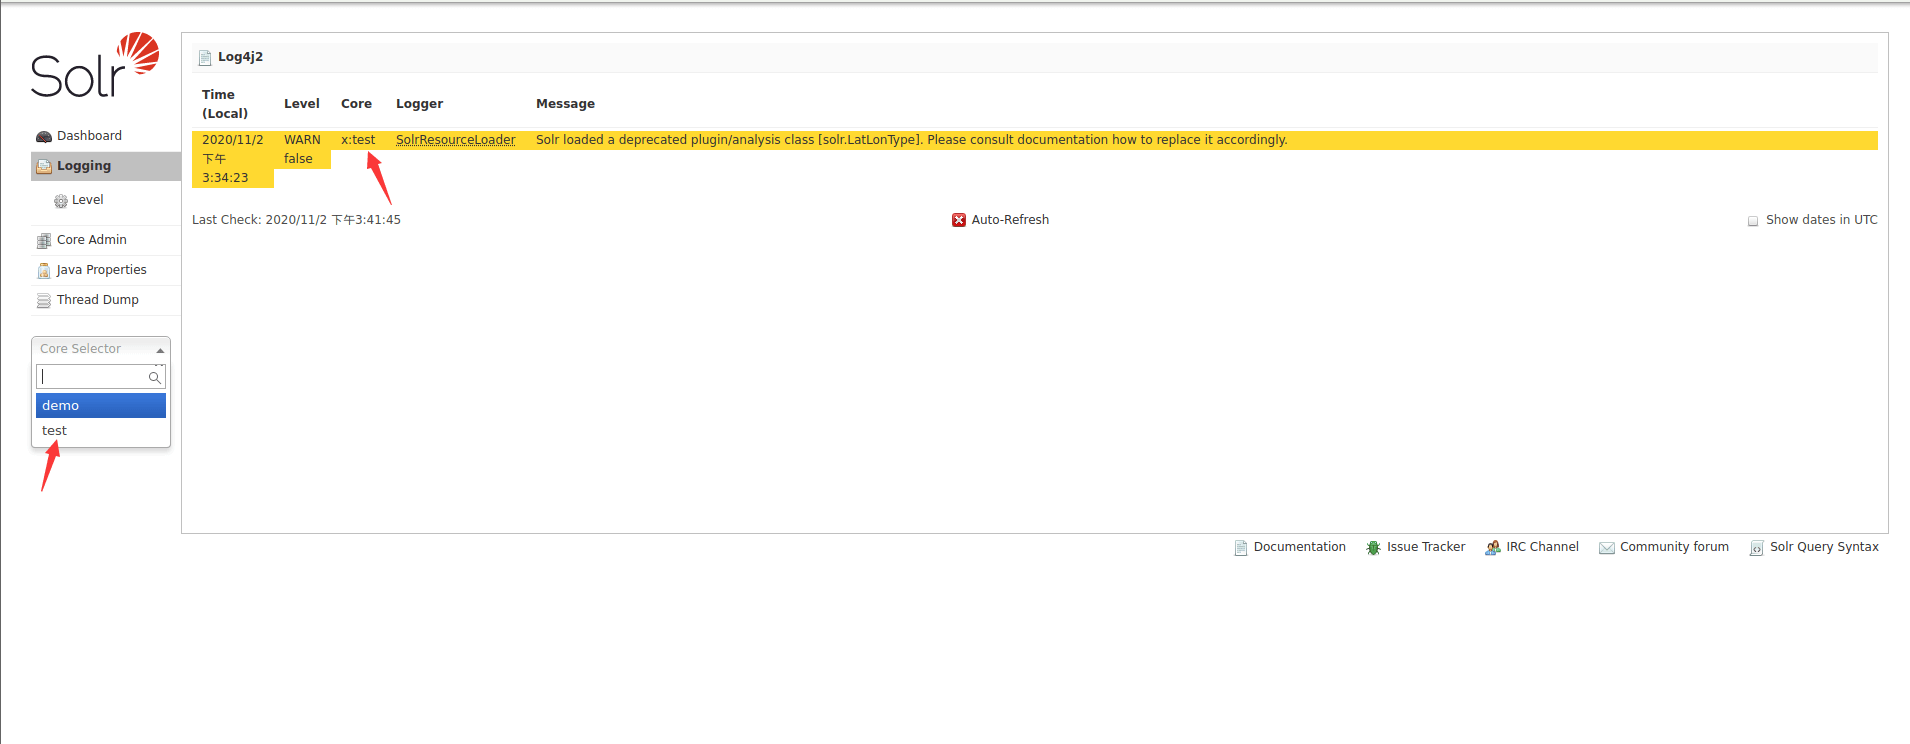 Solr
Dashboard
Logging
Level
Core Admin
Java Properties
Thread Dump
Core Selector
demo
test
Log4j2
Time
(Local)
Level
Core
Logger
Message
2020/11/2
下午
3:34:23
WARN
false
x:test
SolrResourceLoader
Solr loaded a deprecated plugin/analysis class [solr.LatLonType]. Please consult documentation how to replace it accordingly.
Last Check: 2020/11/2 下午3:41:45
Auto-Refresh
Show dates in UTC
Documentation
Issue Tracker
IRC Channel
Community forum
Solr Query Syntax